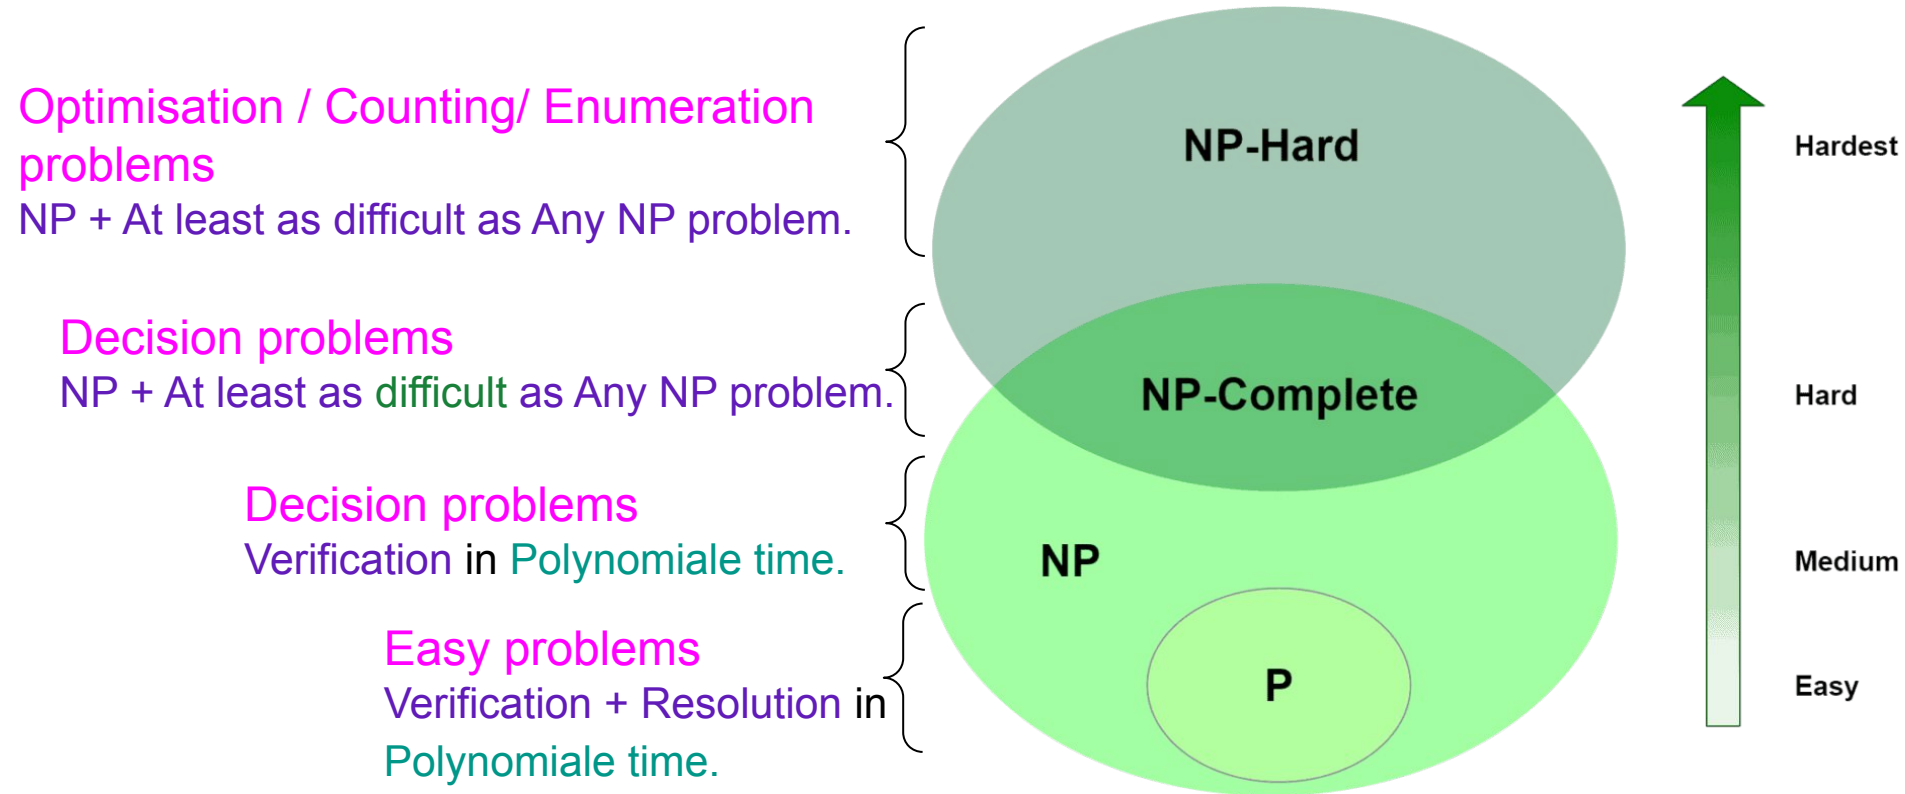 Optimisation / Counting/ Enumeration
problems
NP + At least as difficult as Any NP problem.
Decision problems
NP + At least as difficult as Any NP problem.
Decision problems
Verification in Polynomiale time.
Easy problems
Verification + Resolution in
Polynomiale time.
NP-Hard
NP-Complete
NP
P
Hardest
Hard
Medium
Easy